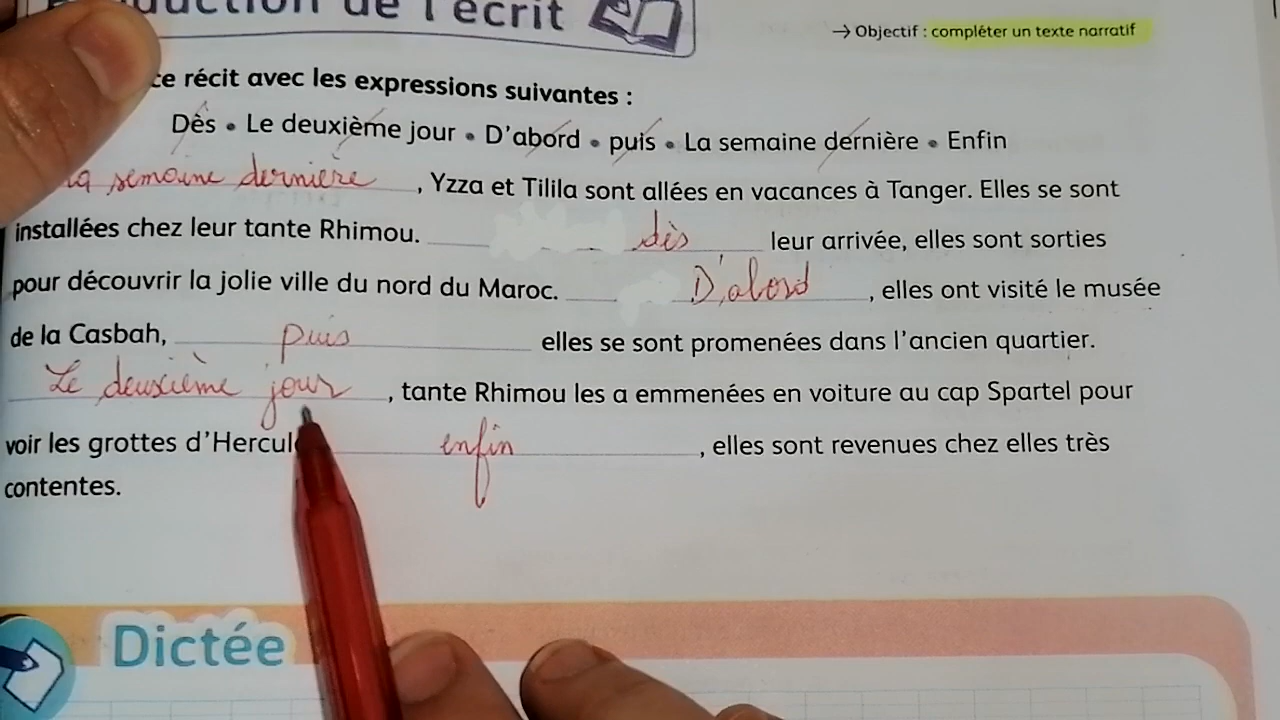 de l'écrit
→ Objectif : compléter un texte narratif
ce récit avec les expressions suivantes :
Dès • Le deuxième jour • D'abord • puis • La semaine dernière • Enfin
la semaine dernière, Yzza et Tilila sont allées en vacances à Tanger. Elles se sont
installées chez leur tante Rhimou. dès leur arrivée, elles sont sorties
pour découvrir la jolie ville du nord du Maroc. D'abord, elles ont visité le musée
de la Casbah, puis elles se sont promenées dans l'ancien quartier.
Le deuxième jour, tante Rhimou les a emmenées en voiture au cap Spartel pour
voir les grottes d'Hercul enfin, elles sont revenues chez elles très
contentes.
Dictée